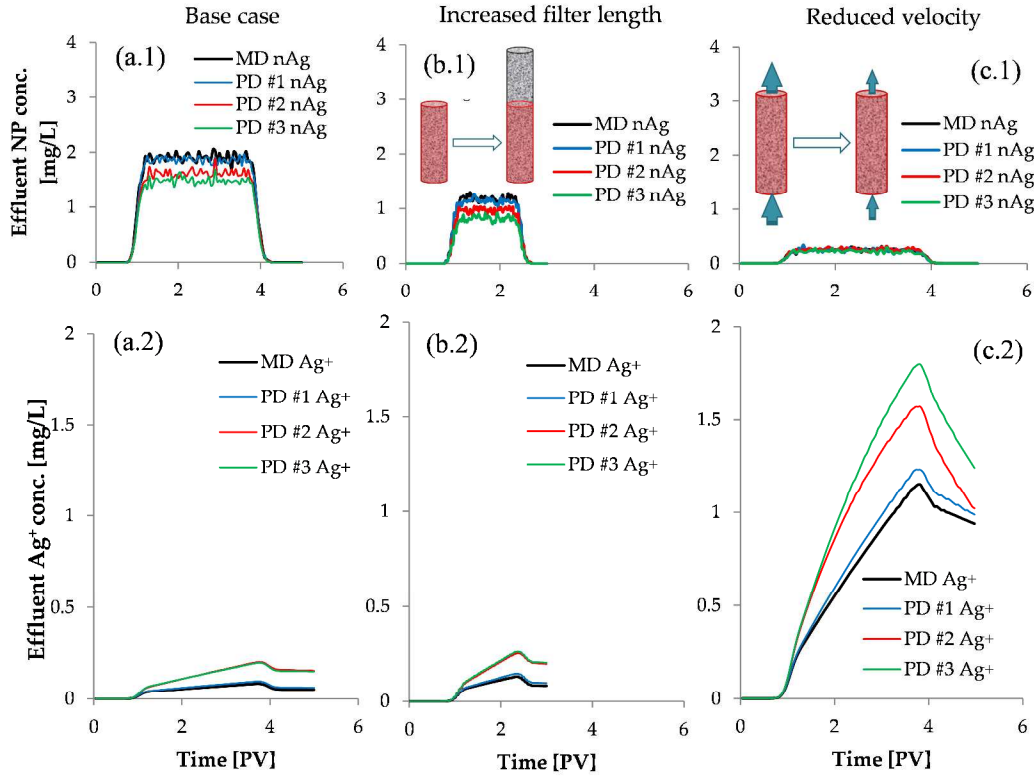 Base case
Increased filter length
Reduced velocity
Effluent NP conc.
[mg/L]
4
3
2
1
0
0
2
4
6
(a.1)
MD nAg
PD #1 nAg
PD #2 nAg
PD #3 nAg
4
3
2
1
0
0
2
4
6
(b.1)
MD nAg
PD #1 nAg
PD #2 nAg
PD #3 nAg
4
3
2
1
0
0
2
4
6
(c.1)
MD nAg
PD #1 nAg
PD #2 nAg
PD #3 nAg
Effluent Ag⁺ conc. [mg/L]
2
1.5
1
0.5
0
0
2
4
6
(a.2)
MD Ag+
PD #1 Ag+
PD #2 Ag+
PD #3 Ag+
Time [PV]
2
1.5
1
0.5
0
0
2
4
6
(b.2)
MD Ag+
PD #1 Ag+
PD #2 Ag+
PD #3 Ag+
Time [PV]
2
1.5
1
0.5
0
0
2
4
6
(c.2)
MD Ag+
PD #1 Ag+
PD #2 Ag+
PD #3 Ag+
Time [PV]